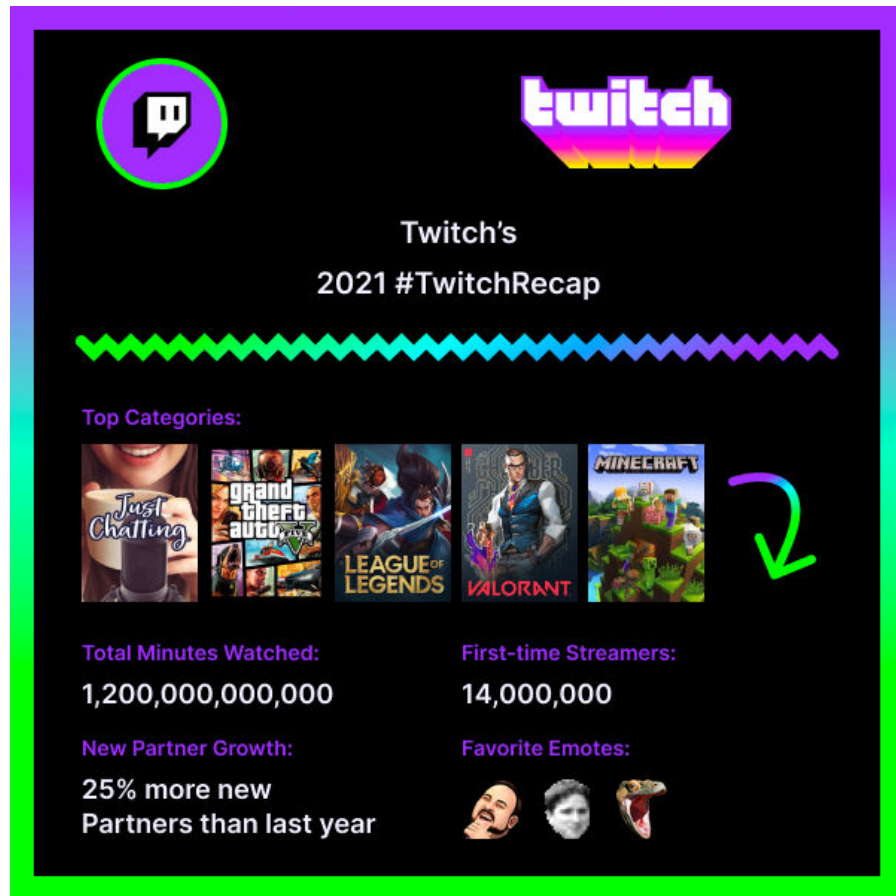 twitch
Twitch’s
2021 #TwitchRecap
Top Categories:
Just
Chatting
grand
theft
auto
FIVE
LEAGUE OF
LEGENDS
VALORANT
MINECRAFT
Total Minutes Watched:
1,200,000,000,000
First-time Streamers:
14,000,000
New Partner Growth:
25% more new
Partners than last year
Favorite Emotes: